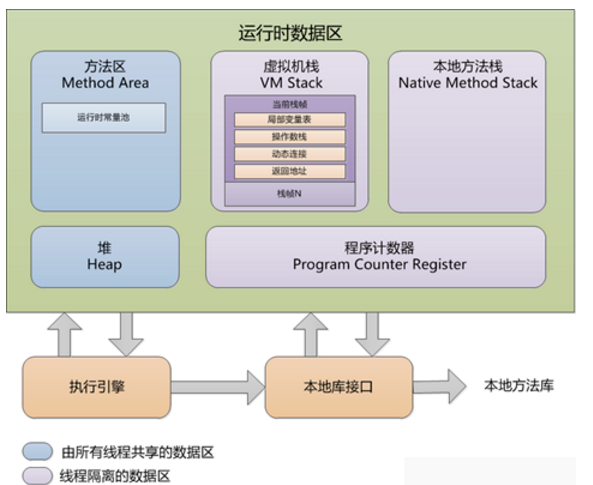 运行时数据区
方法区
Method Area
运行时常量池
虚拟机栈
VM Stack
当前栈帧
局部变量表
操作数栈
动态连接
返回地址
栈帧N
本地方法栈
Native Method Stack
堆
Heap
程序计数器
Program Counter Register
执行引擎
本地库接口
本地方法库
由所有线程共享的数据区
线程隔离的数据区